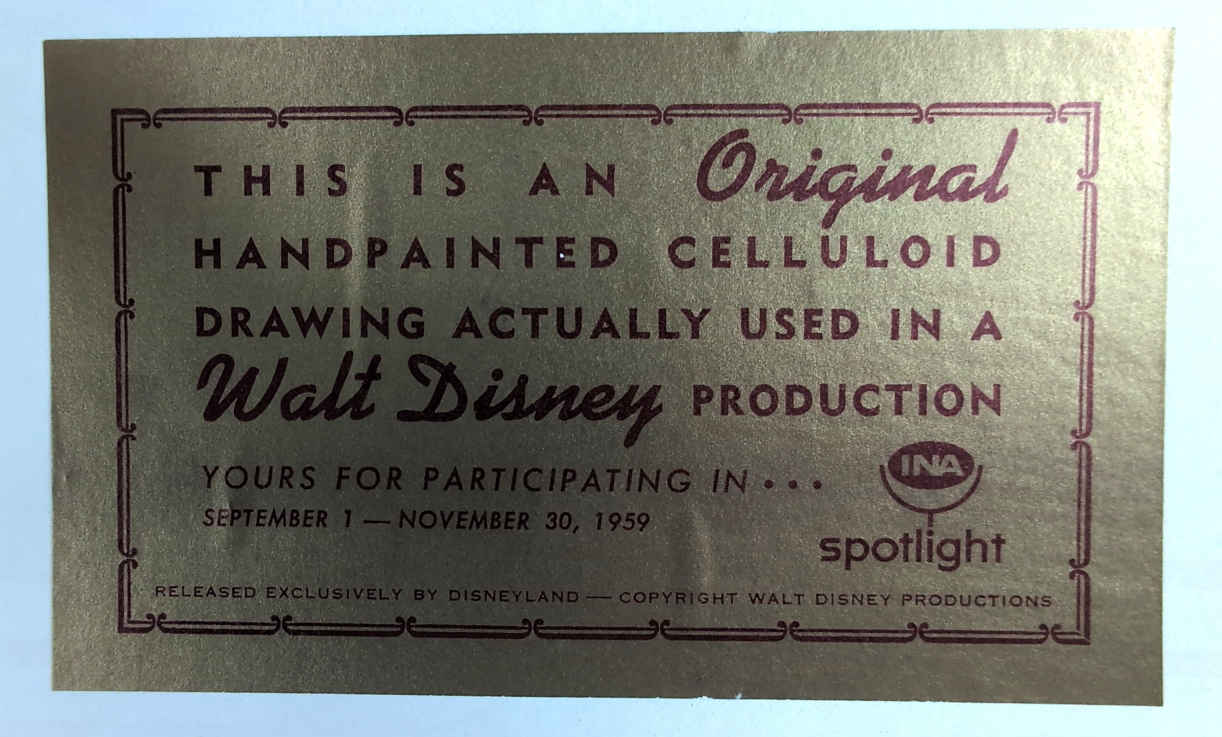 THIS IS AN Original
HANDPAINTED CELLULOID
DRAWING ACTUALLY USED IN A
Walt Disney PRODUCTION
YOURS FOR PARTICIPATING IN • • •
SEPTEMBER 1 — NOVEMBER 30, 1959
INA
spotlight
RELEASED EXCLUSIVELY BY DISNEYLAND — COPYRIGHT WALT DISNEY PRODUCTIONS